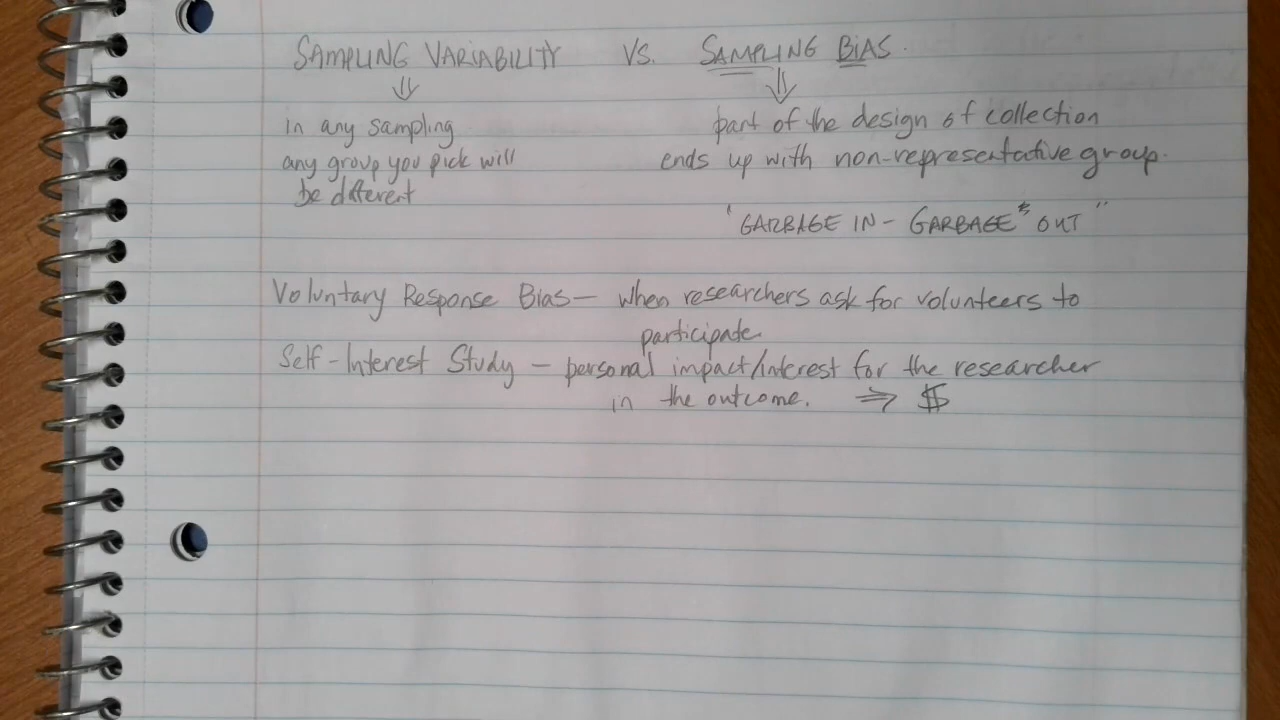 SAMPLING VARIABILITY VS. SAMPLING BIAS.
⇓ ⇓
in any sampling
any group you pick will
be different
part of the design of collection
ends up with non-representative group.
"GARBAGE IN - GARBAGE* OUT"
Voluntary Response Bias - when researchers ask for volunteers to
participate.
Self-Interest Study - personal impact/interest for the researcher
in the outcome. ⇒ $